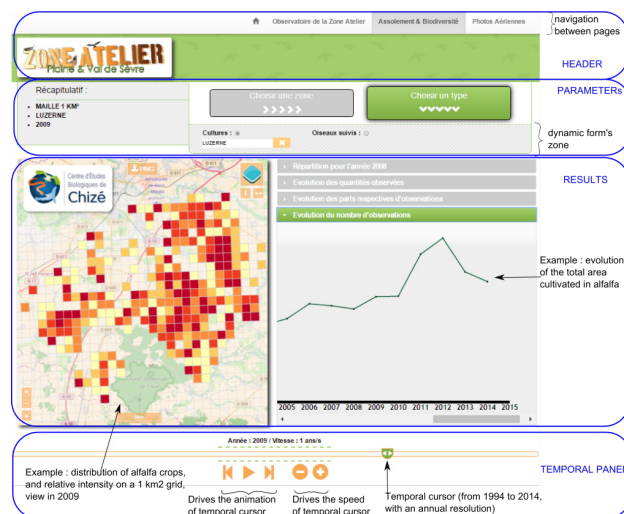 Observatoire de la Zone Atelier
Assolement & Biodiversité
Photos Aériennes
navigation
between pages
ZONE ATELIER
Plaine & Val de Sèvre
HEADER
Récapitulatif :
MAILLE 1 KM²
LUZERNE
2009
Choisir une zone
Choisir un type
PARAMETERs
Cultures :
Oiseaux suivis :
LUZERNE
dynamic form's
zone
Centre d'Études
Biologiques de
Chizé
Répartition pour l'année 2008
Evolution des quantités observées
Evolution des parts respectives d'observations
Evolution du nombre d'observations
RESULTS
Example : evolution
of the total area
cultivated in alfalfa
2005 2006 2007 2008 2009 2010 2011 2012 2013 2014 2015
Année : 2009 / Vitesse : 1 ans/s
Example : distribution of alfalfa crops,
and relative intensity on a 1 km2 grid,
view in 2009
Drives the animation
of temporal cursor
Drives the speed
of temporal cursor
Temporal cursor (from 1994 to 2014,
with an annual resolution)
TEMPORAL PANEL